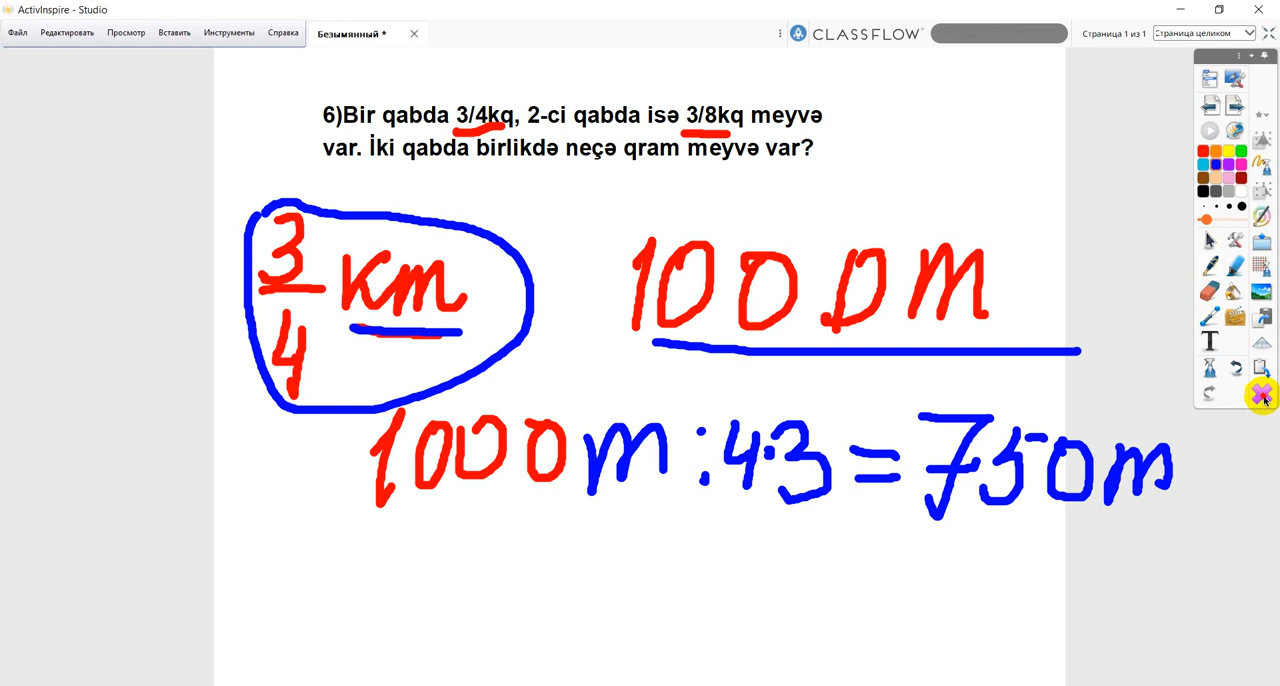 ActivInspire - Studio
Файл Редактировать Просмотр Вставить Инструменты Справка Безымянный * CLASSFLOW Страница 1 из 1 Страница целиком
6)Bir qabda 3/4kq, 2-ci qabda isə 3/8kq meyvə
var. İki qabda birlikdə neçə qram meyvə var?
3/4 km 1000 m
1000 m : 4·3 = 750 m
T